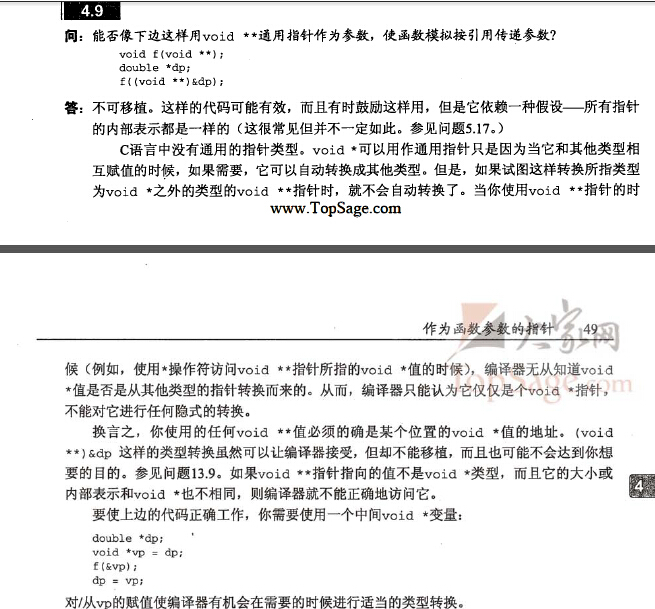 4.9
问：能否像下边这样用void **通用指针作为参数，使函数模拟按引用传递参数？
void f(void **);
double *dp;
f((void **)&dp);
答：不可移植。这样的代码可能有效，而且有时鼓励这样用，但是它依赖一种假设——所有指针
的内部表示都是一样的（这很常见但并不一定如此。参见问题5.17。）
C语言中没有通用的指针类型。void *可以用作通用指针只是因为当它和其他类型相
互赋值的时候，如果需要，它可以自动转换成其他类型。但是，如果试图这样转换所指类型
为void *之外的类型的void **指针时，就不会自动转换了。当你使用void **指针的时
www.TopSage.com
大家网
作为函数参数的指针 49
TopSage.com
候（例如，使用*操作符访问void **指针所指的void *值的时候），编译器无从知道void
*值是否是从其他类型的指针转换而来的。从而，编译器只能认为它仅仅是个void *指针，
不能对它进行任何隐式的转换。
换言之，你使用的任何void **值必须的确是某个位置的void *值的地址。(void
**)&dp 这样的类型转换虽然可以让编译器接受，但却不能移植，而且也可能不会达到你想
要的目的。参见问题13.9。如果void **指针指向的值不是void *类型，而且它的大小或
内部表示和void *也不相同，则编译器就不能正确地访问它。
4
要使上边的代码正确工作，你需要使用一个中间void *变量：
double *dp;
void *vp = dp;
f(&vp);
dp = vp;
对/从vp的赋值使编译器有机会在需要的时候进行适当的类型转换。